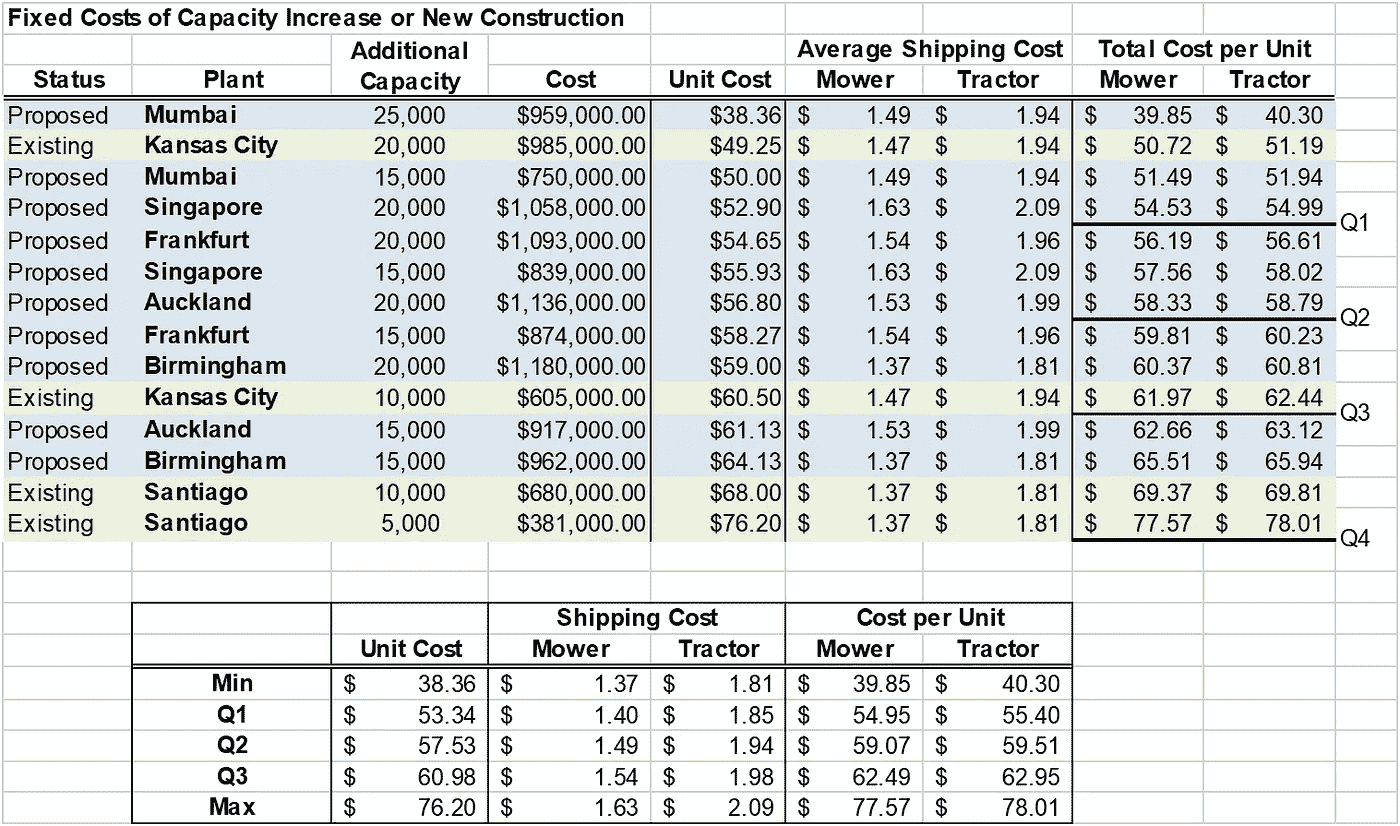 Fixed Costs of Capacity Increase or New Construction
Additional Average Shipping Cost Total Cost per Unit
Status Plant Capacity Cost Unit Cost Mower Tractor Mower Tractor
Proposed Mumbai 25,000 $959,000.00 $38.36 $ 1.49 $ 1.94 $ 39.85 $ 40.30
Existing Kansas City 20,000 $985,000.00 $49.25 $ 1.47 $ 1.94 $ 50.72 $ 51.19
Proposed Mumbai 15,000 $750,000.00 $50.00 $ 1.49 $ 1.94 $ 51.49 $ 51.94
Proposed Singapore 20,000 $1,058,000.00 $52.90 $ 1.63 $ 2.09 $ 54.53 $ 54.99
Q1
Proposed Frankfurt 20,000 $1,093,000.00 $54.65 $ 1.54 $ 1.96 $ 56.19 $ 56.61
Proposed Singapore 15,000 $839,000.00 $55.93 $ 1.63 $ 2.09 $ 57.56 $ 58.02
Proposed Auckland 20,000 $1,136,000.00 $56.80 $ 1.53 $ 1.99 $ 58.33 $ 58.79
Q2
Proposed Frankfurt 15,000 $874,000.00 $58.27 $ 1.54 $ 1.96 $ 59.81 $ 60.23
Proposed Birmingham 20,000 $1,180,000.00 $59.00 $ 1.37 $ 1.81 $ 60.37 $ 60.81
Existing Kansas City 10,000 $605,000.00 $60.50 $ 1.47 $ 1.94 $ 61.97 $ 62.44
Q3
Proposed Auckland 15,000 $917,000.00 $61.13 $ 1.53 $ 1.99 $ 62.66 $ 63.12
Proposed Birmingham 15,000 $962,000.00 $64.13 $ 1.37 $ 1.81 $ 65.51 $ 65.94
Existing Santiago 10,000 $680,000.00 $68.00 $ 1.37 $ 1.81 $ 69.37 $ 69.81
Existing Santiago 5,000 $381,000.00 $76.20 $ 1.37 $ 1.81 $ 77.57 $ 78.01
Q4
Shipping Cost Cost per Unit
Unit Cost Mower Tractor Mower Tractor
Min $ 38.36 $ 1.37 $ 1.81 $ 39.85 $ 40.30
Q1 $ 53.34 $ 1.40 $ 1.85 $ 54.95 $ 55.40
Q2 $ 57.53 $ 1.49 $ 1.94 $ 59.07 $ 59.51
Q3 $ 60.98 $ 1.54 $ 1.98 $ 62.49 $ 62.95
Max $ 76.20 $ 1.63 $ 2.09 $ 77.57 $ 78.01